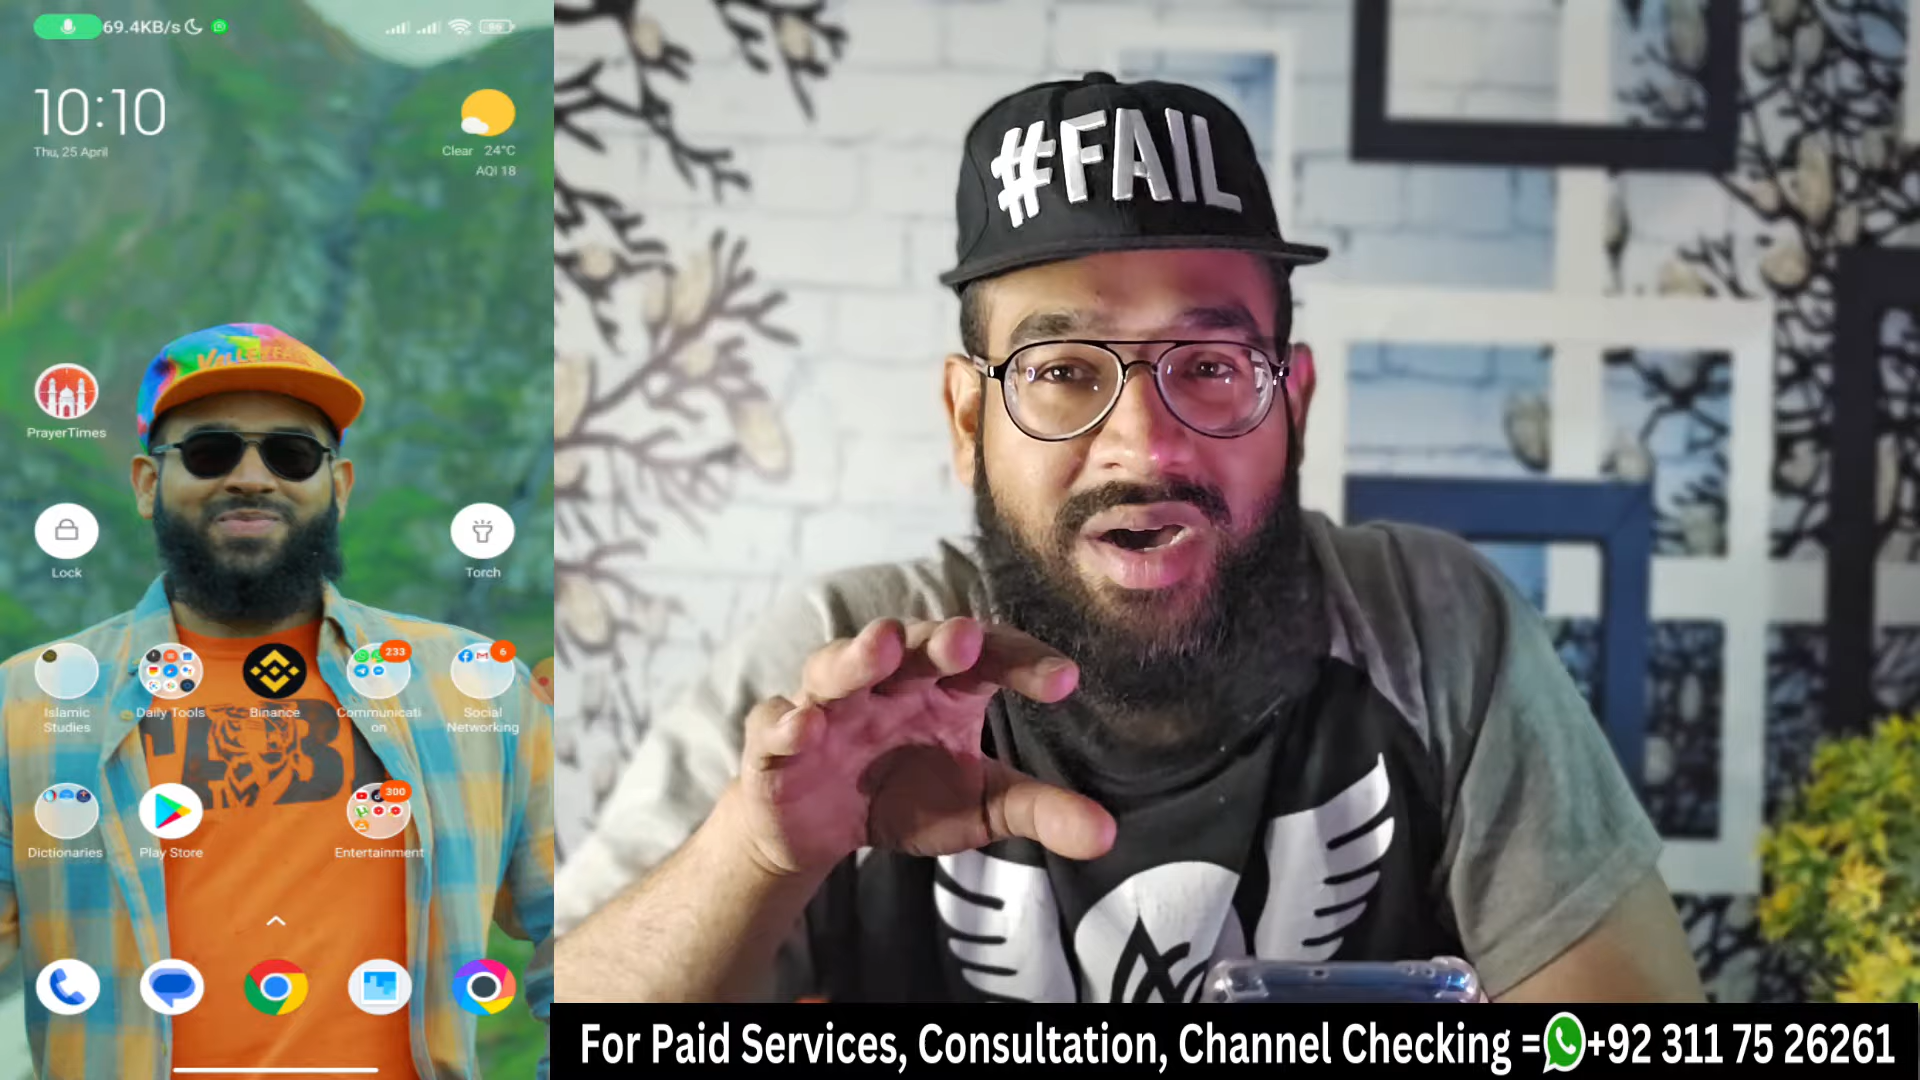 69.4KB/s
86
10:10
Thu, 25 April
Clear 24°C
AQI 18
PrayerTimes
Lock
Torch
233
6
Islamic Studies
Daily Tools
Binance
Communication
Social Networking
300
Dictionaries
Play Store
Entertainment
#FAIL
For Paid Services, Consultation, Channel Checking = +92 311 75 26261